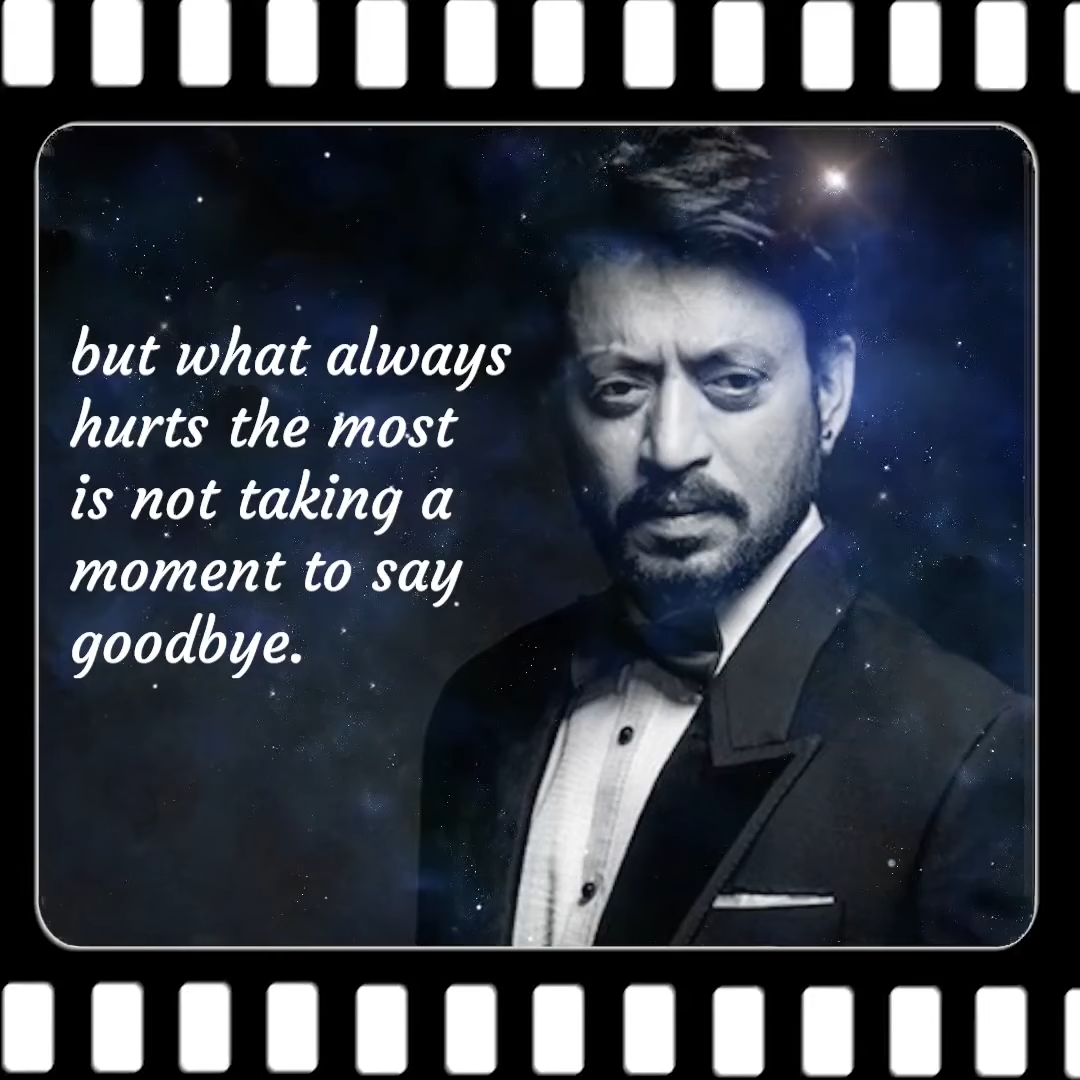 but what always
hurts the most
is not taking a
moment to say
goodbye.